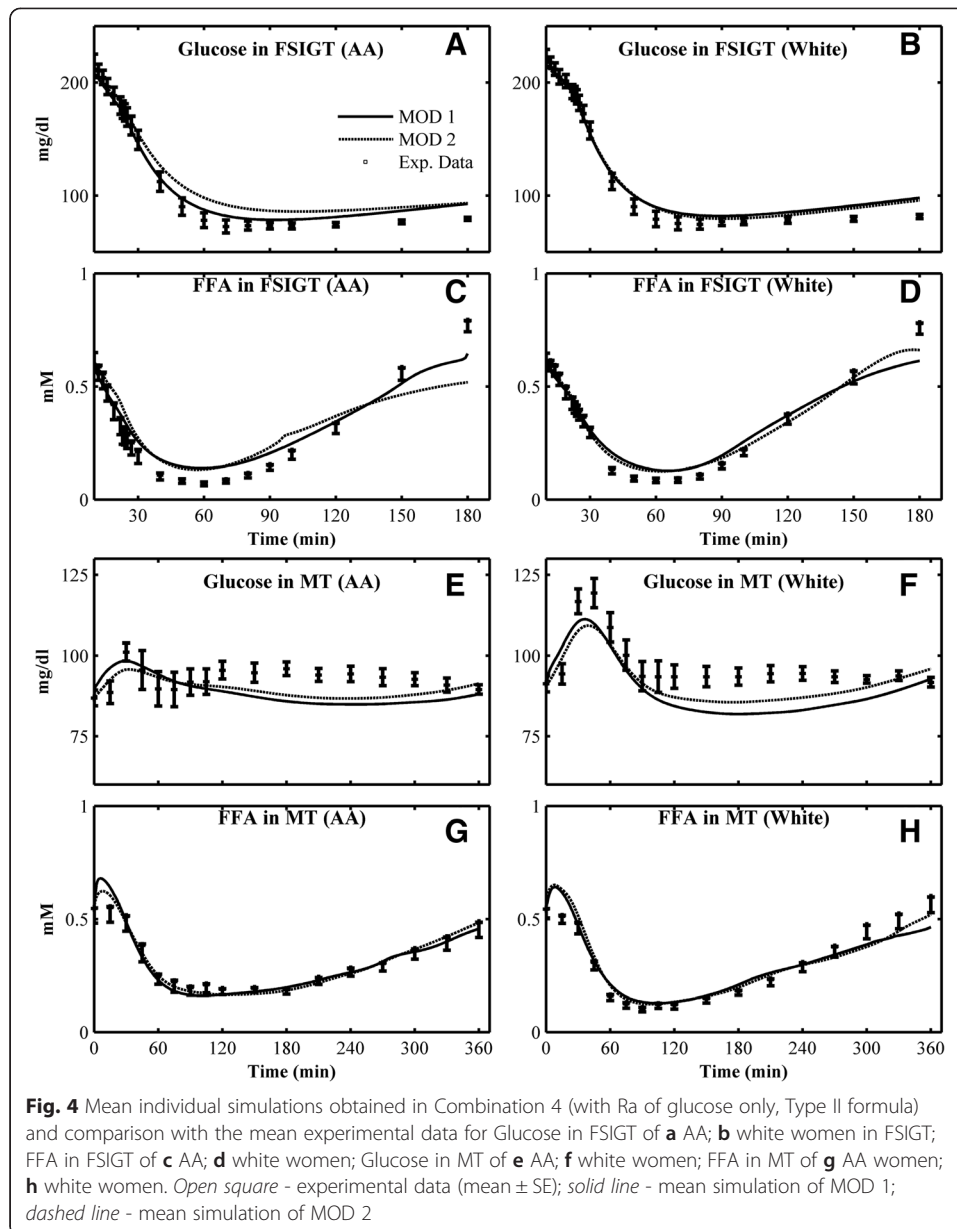 Glucose in FSIGT (AA)
A
Glucose in FSIGT (White)
B
200
100
mg/dl
MOD 1
MOD 2
Exp. Data
FFA in FSIGT (AA)
C
FFA in FSIGT (White)
D
1
0.5
0
mM
1
0.5
0
30 60 90 120 150 180
Time (min)
30 60 90 120 150 180
Time (min)
Glucose in MT (AA)
E
Glucose in MT (White)
F
125
100
75
mg/dl
125
100
75
FFA in MT (AA)
G
FFA in MT (White)
H
1
0.5
0
mM
1
0.5
0
0 60 120 180 240 300 360
Time (min)
0 60 120 180 240 300 360
Time (min)
Fig. 4 Mean individual simulations obtained in Combination 4 (with Ra of glucose only, Type II formula)
and comparison with the mean experimental data for Glucose in FSIGT of a AA; b white women in FSIGT;
FFA in FSIGT of c AA; d white women; Glucose in MT of e AA; f white women; FFA in MT of g AA women;
h white women. Open square - experimental data (mean ± SE); solid line - mean simulation of MOD 1;
dashed line - mean simulation of MOD 2